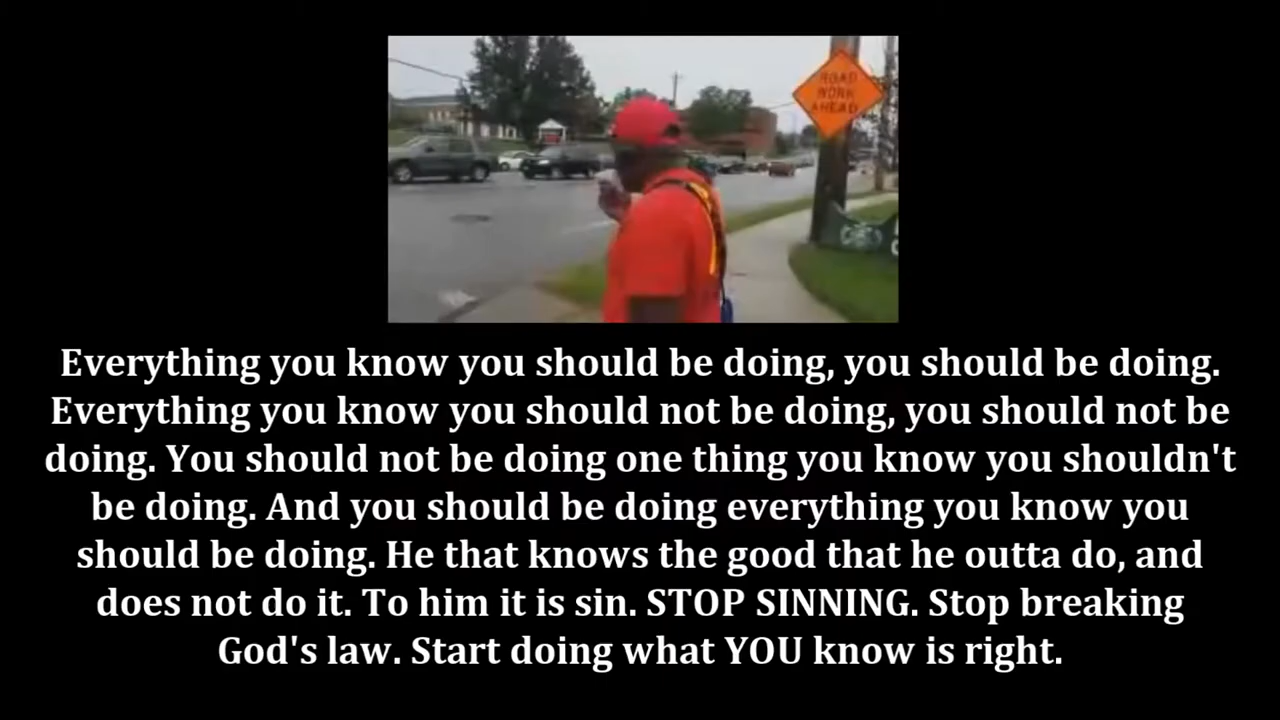 ROAD
WORK
AHEAD
Everything you know you should be doing, you should be doing.
Everything you know you should not be doing, you should not be
doing. You should not be doing one thing you know you shouldn't
be doing. And you should be doing everything you know you
should be doing. He that knows the good that he outta do, and
does not do it. To him it is sin. STOP SINNING. Stop breaking
God's law. Start doing what YOU know is right.